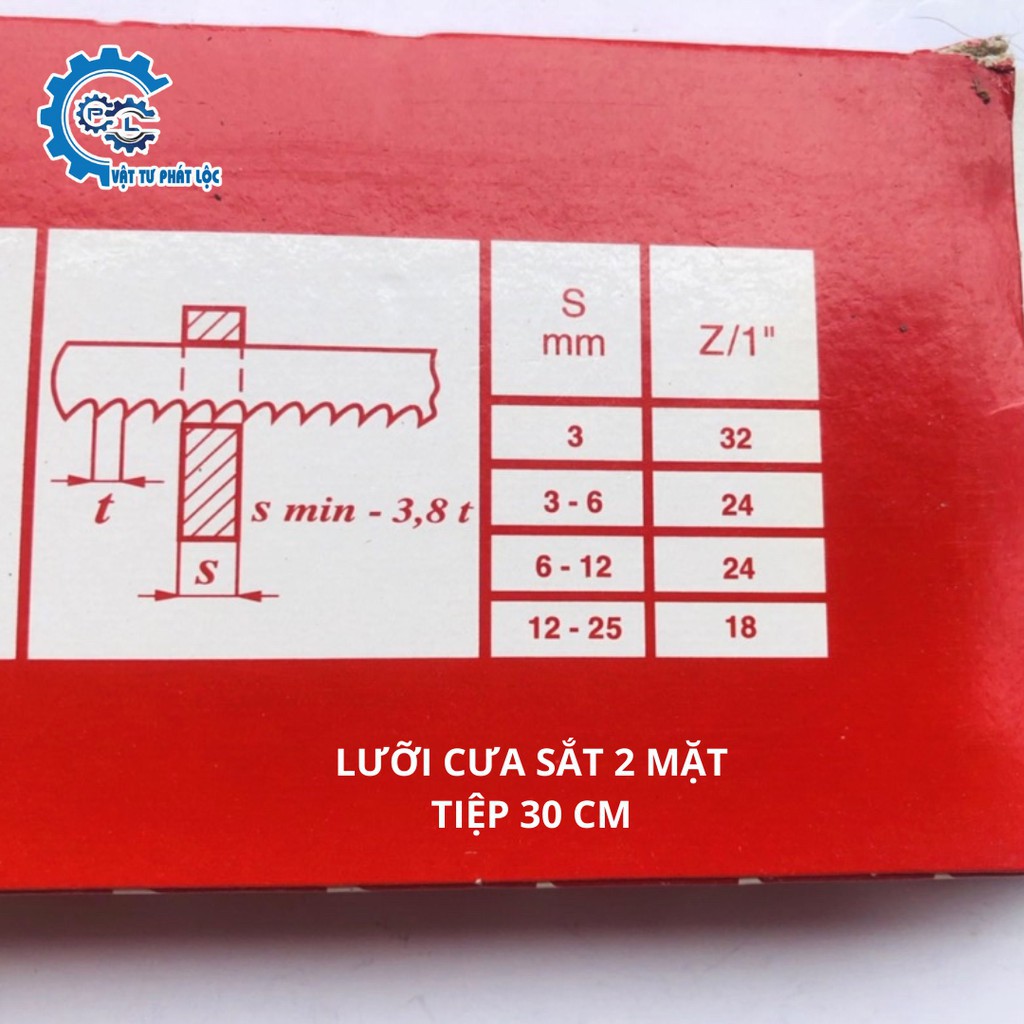 P L
VẬT TƯ PHÁT LỘC
S
mm
Z/1"
3
32
3 - 6
24
6 - 12
24
12 - 25
18
t
s min - 3,8 t
s
LƯỠI CƯA SẮT 2 MẶT
TIỆP 30 CM